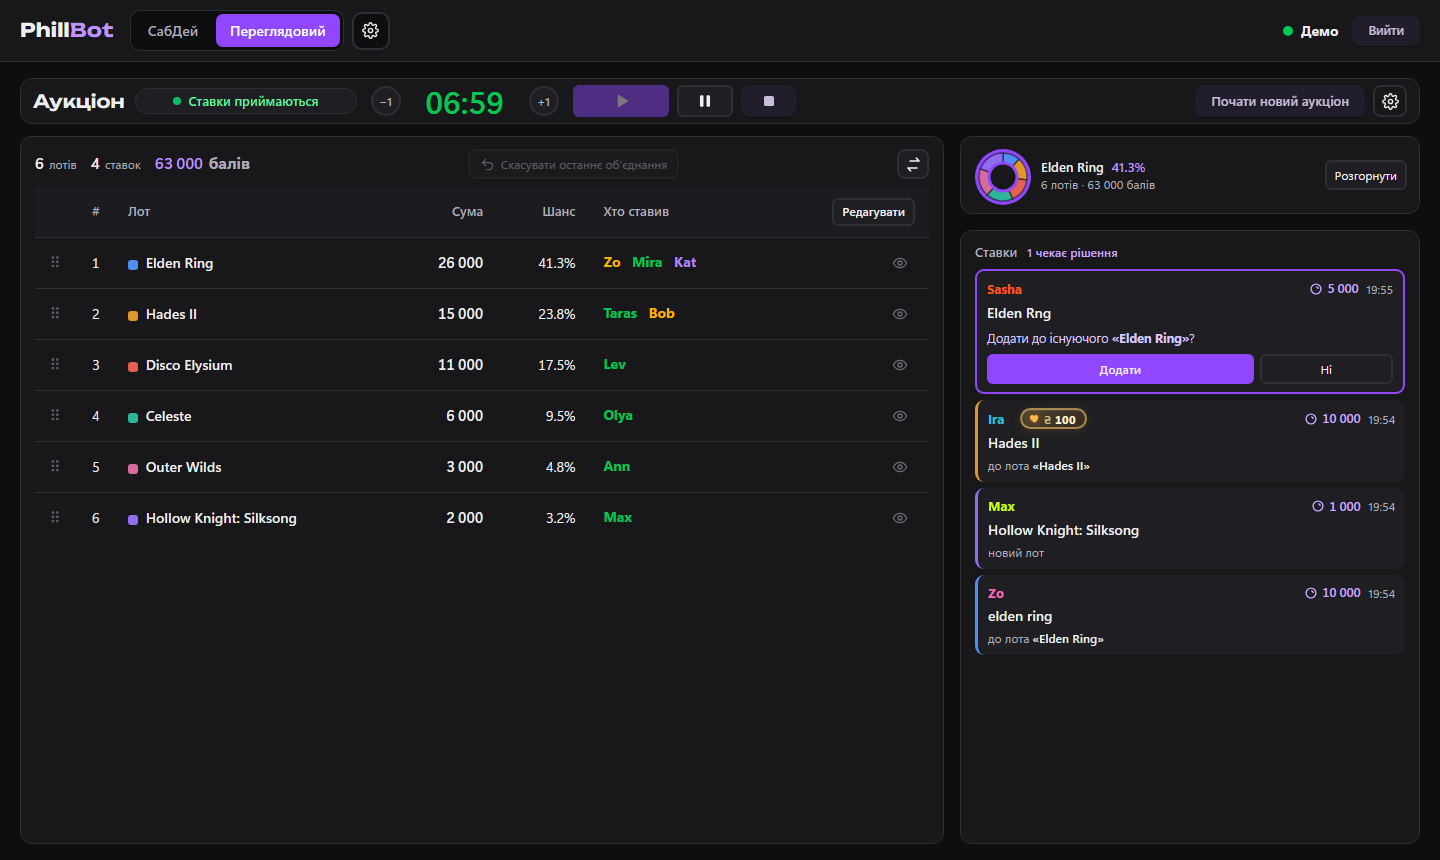 PhillBot СабДей Переглядовий Демо Вийти
Аукціон Ставки приймаються −1 06:59 +1 Почати новий аукціон
6 лотів 4 ставок 63 000 балів Скасувати останнє об'єднання
# Лот Сума Шанс Хто ставив Редагувати
1 Elden Ring 26 000 41.3% Zo Mira Kat
2 Hades II 15 000 23.8% Taras Bob
3 Disco Elysium 11 000 17.5% Lev
4 Celeste 6 000 9.5% Olya
5 Outer Wilds 3 000 4.8% Ann
6 Hollow Knight: Silksong 2 000 3.2% Max
Elden Ring 41.3%
6 лотів · 63 000 балів
Розгорнути
Ставки 1 чекає рішення
Sasha 5 000 19:55
Elden Rng
Додати до існуючого «Elden Ring»?
Додати Ні
Ira ₴ 100 10 000 19:54
Hades II
до лота «Hades II»
Max 1 000 19:54
Hollow Knight: Silksong
новий лот
Zo 10 000 19:54
elden ring
до лота «Elden Ring»